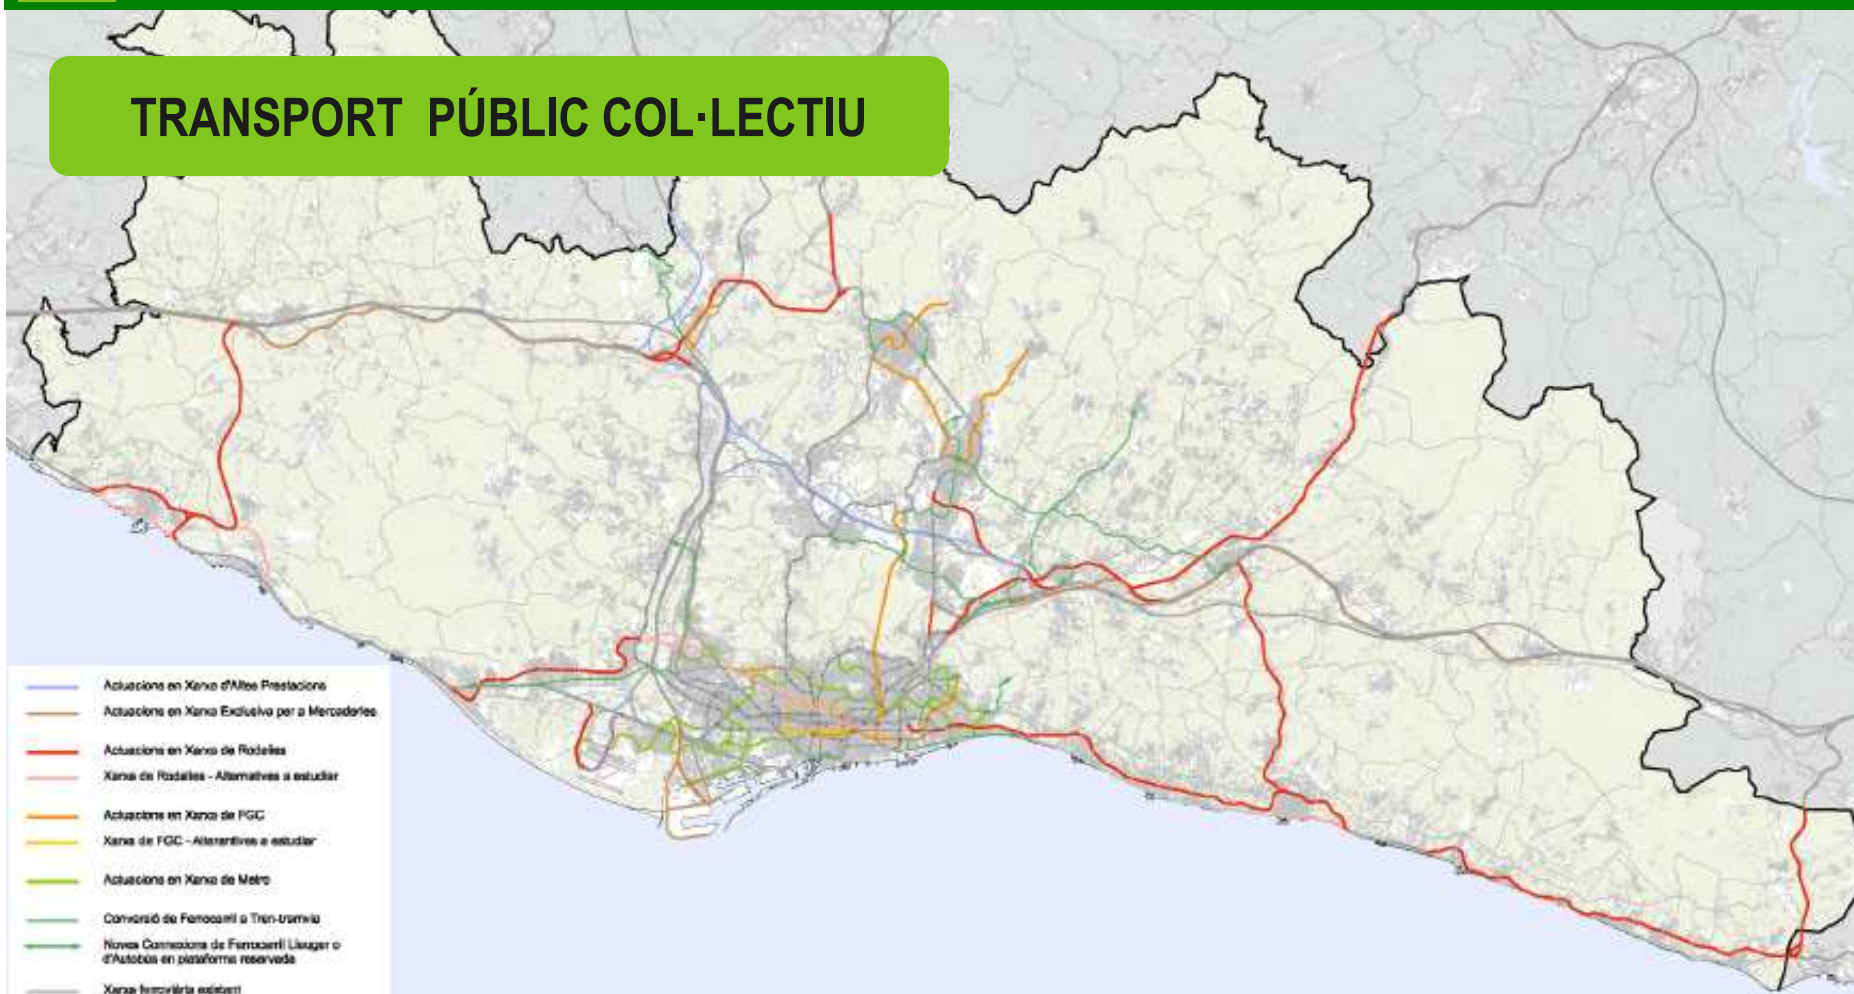 TRANSPORT PÚBLIC COL·LECTIU
Actuacions en Xarxa d'Altes Prestacions
Actuacions en Xarxa Exclusiva per a Mercaderies
Actuacions en Xarxa de Rodalies
Xarxa de Rodalies - Alternatives a estudiar
Actuacions en Xarxa de FGC
Xarxa de FGC - Alterantives a estudiar
Actuacions en Xarxa de Metro
Conversió de Ferrocarril a Tren-tramvia
Noves Connexions de Ferrocarril Lleuger o
d'Autobús en plataforma reservada
Xarxa ferroviària existent